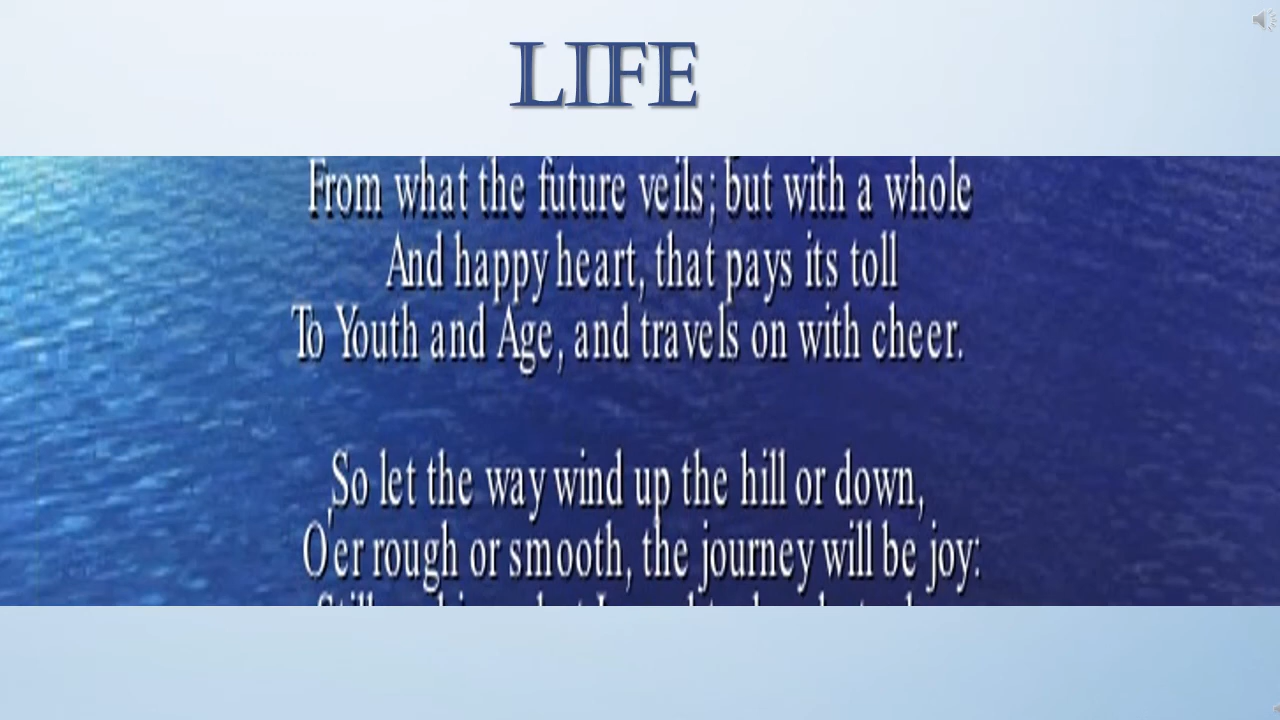 LIFE
From what the future veils; but with a whole
And happy heart, that pays its toll
To Youth and Age, and travels on with cheer.
So let the way wind up the hill or down,
O'er rough or smooth, the journey will be joy: